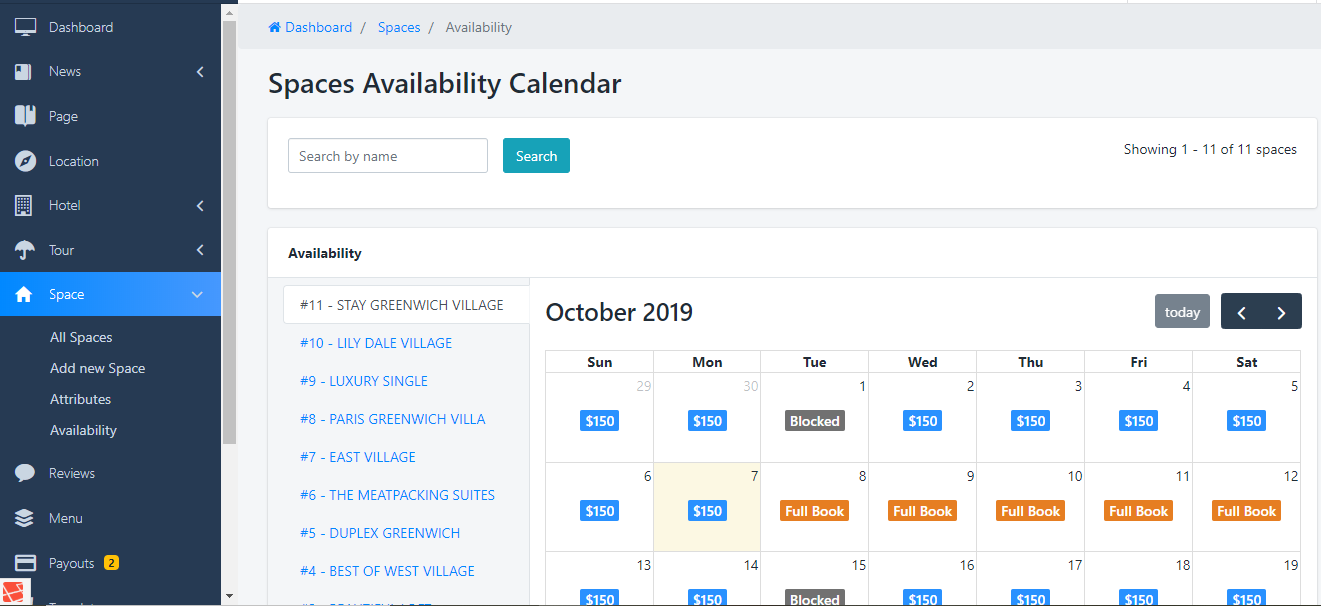 Dashboard
News
Page
Location
Hotel
Tour
Space
All Spaces
Add new Space
Attributes
Availability
Reviews
Menu
Payouts 2
Dashboard / Spaces / Availability
Spaces Availability Calendar
Search by name Search
Showing 1 - 11 of 11 spaces
Availability
#11 - STAY GREENWICH VILLAGE
#10 - LILY DALE VILLAGE
#9 - LUXURY SINGLE
#8 - PARIS GREENWICH VILLA
#7 - EAST VILLAGE
#6 - THE MEATPACKING SUITES
#5 - DUPLEX GREENWICH
#4 - BEST OF WEST VILLAGE
October 2019 today
Sun Mon Tue Wed Thu Fri Sat
29 30 1 2 3 4 5
$150 $150 Blocked $150 $150 $150 $150
6 7 8 9 10 11 12
$150 $150 Full Book Full Book Full Book Full Book Full Book
13 14 15 16 17 18 19
$150 $150 Blocked $150 $150 $150 $150